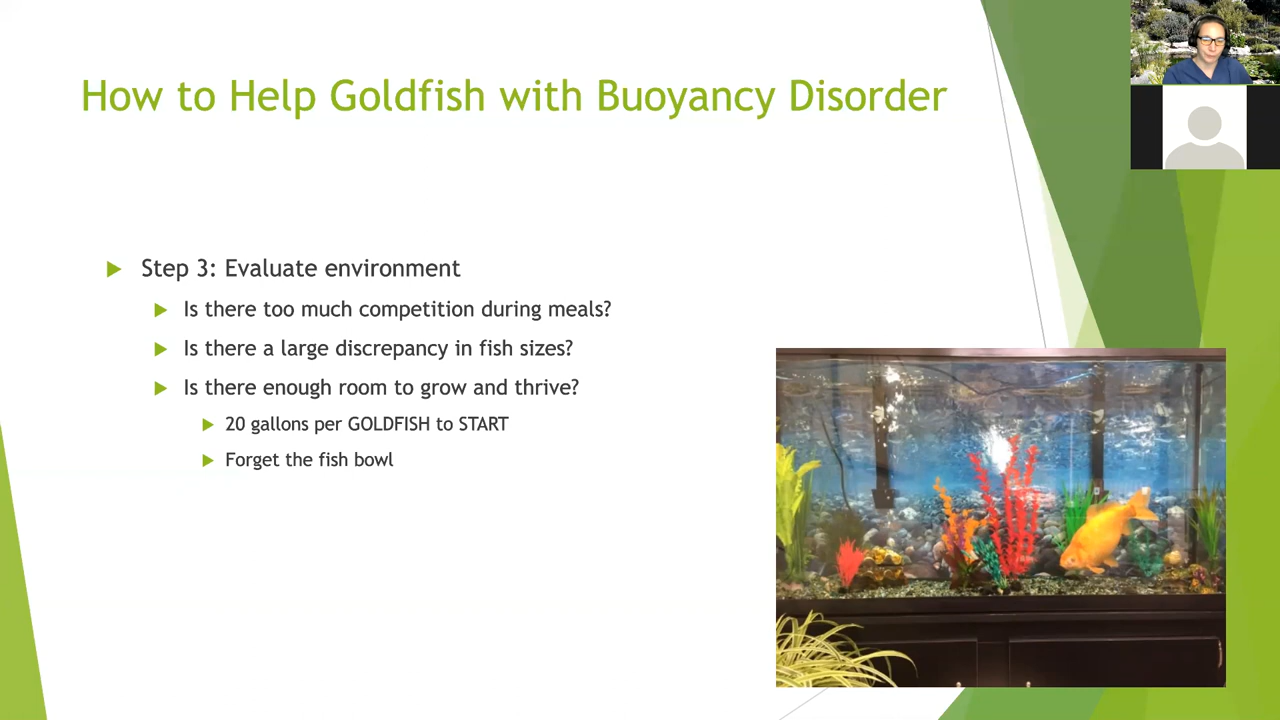 How to Help Goldfish with Buoyancy Disorder
Step 3: Evaluate environment
Is there too much competition during meals?
Is there a large discrepancy in fish sizes?
Is there enough room to grow and thrive?
20 gallons per GOLDFISH to START
Forget the fish bowl